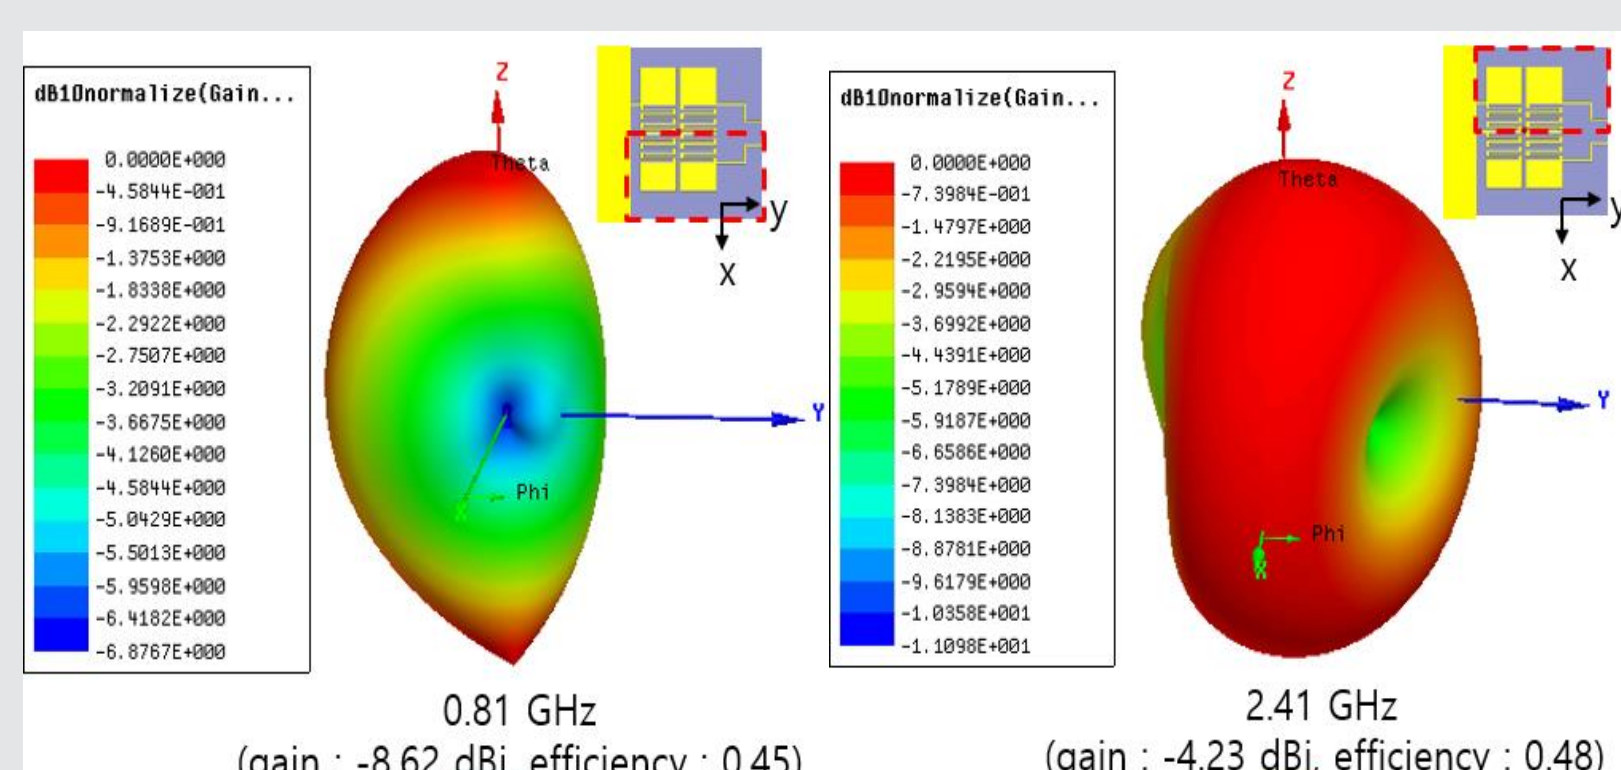 dB10normalize(Gain...
0.0000E+000
-4.5844E-001
-9.1689E-001
-1.3753E+000
-1.8338E+000
-2.2922E+000
-2.7507E+000
-3.2091E+000
-3.6675E+000
-4.1260E+000
-4.5844E+000
-5.0429E+000
-5.5013E+000
-5.9598E+000
-6.4182E+000
-6.8767E+000
Z
Theta
Y
Phi
X
y
X
0.81 GHz
(gain : -8.62 dBi, efficiency : 0.45)
dB10normalize(Gain...
0.0000E+000
-7.3984E-001
-1.4797E+000
-2.2195E+000
-2.9594E+000
-3.6992E+000
-4.4391E+000
-5.1789E+000
-5.9187E+000
-6.6586E+000
-7.3984E+000
-8.1383E+000
-8.8781E+000
-9.6179E+000
-1.0358E+001
-1.1098E+001
Z
Theta
Y
Phi
X
y
X
2.41 GHz
(gain : -4.23 dBi, efficiency : 0.48)